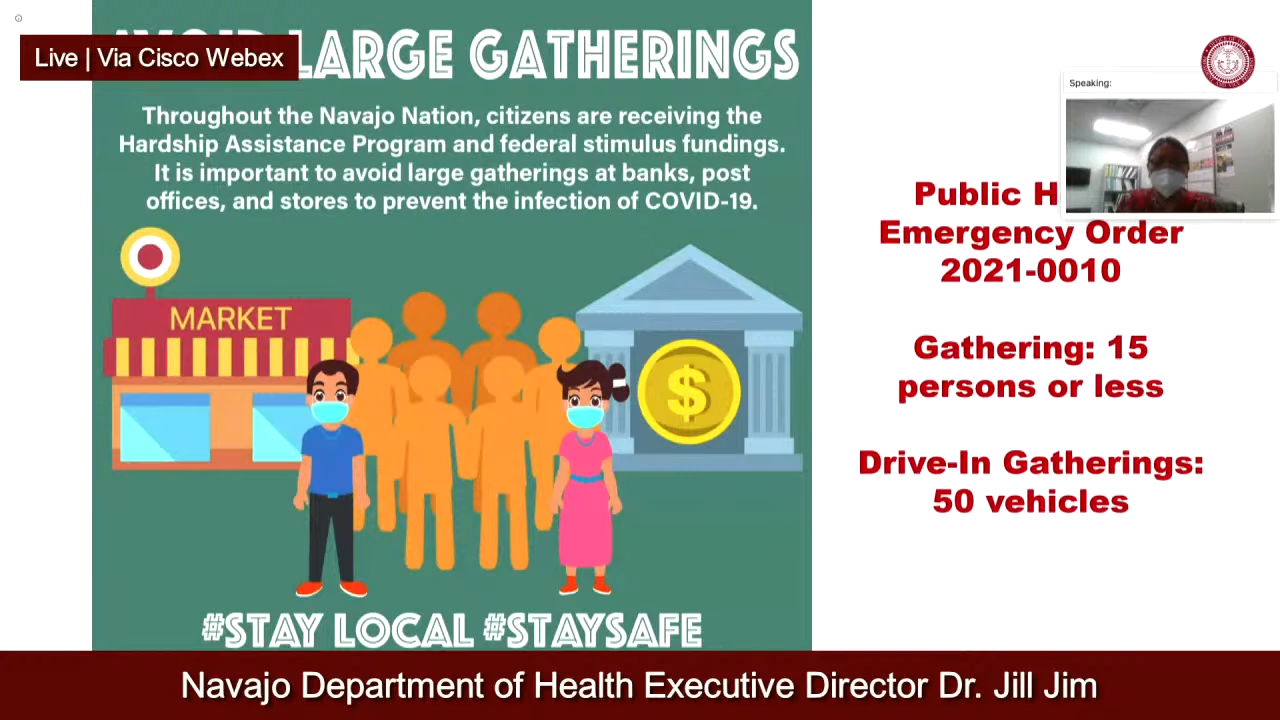 Live | Via Cisco Webex
AVOID LARGE GATHERINGS
Throughout the Navajo Nation, citizens are receiving the
Hardship Assistance Program and federal stimulus fundings.
It is important to avoid large gatherings at banks, post
offices, and stores to prevent the infection of COVID-19.
MARKET
$
#STAY LOCAL #STAYSAFE
Speaking:
Public H
Emergency Order
2021-0010
Gathering: 15
persons or less
Drive-In Gatherings:
50 vehicles
Navajo Department of Health Executive Director Dr. Jill Jim